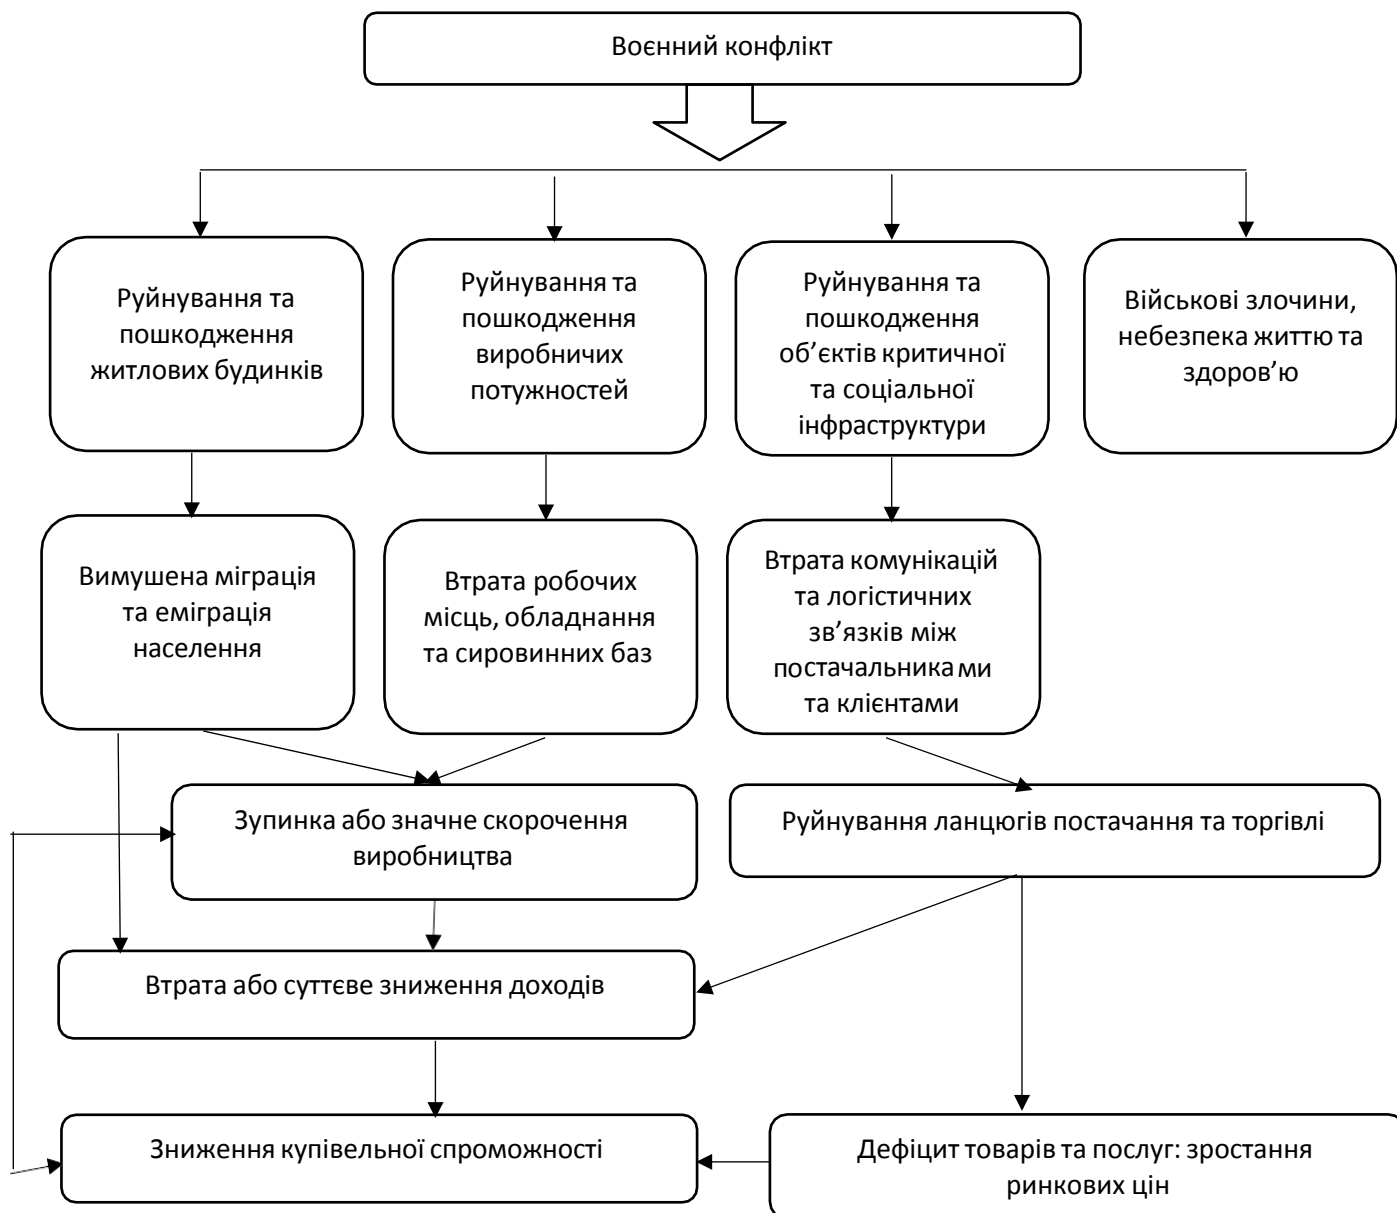 Воєнний конфлікт
Руйнування та
пошкодження
житлових будинків
Руйнування та
пошкодження
виробничих
потужностей
Руйнування та
пошкодження
об’єктів критичної
та соціальної
інфраструктури
Військові злочини,
небезпека життю та
здоров’ю
Вимушена міграція
та еміграція
населення
Втрата робочих
місць, обладнання
та сировинних баз
Втрата комунікацій
та логістичних
зв’язків між
постачальниками
та клієнтами
Зупинка або значне скорочення
виробництва
Руйнування ланцюгів постачання та торгівлі
Втрата або суттєве зниження доходів
Зниження купівельної спроможності
Дефіцит товарів та послуг: зростання
ринкових цін